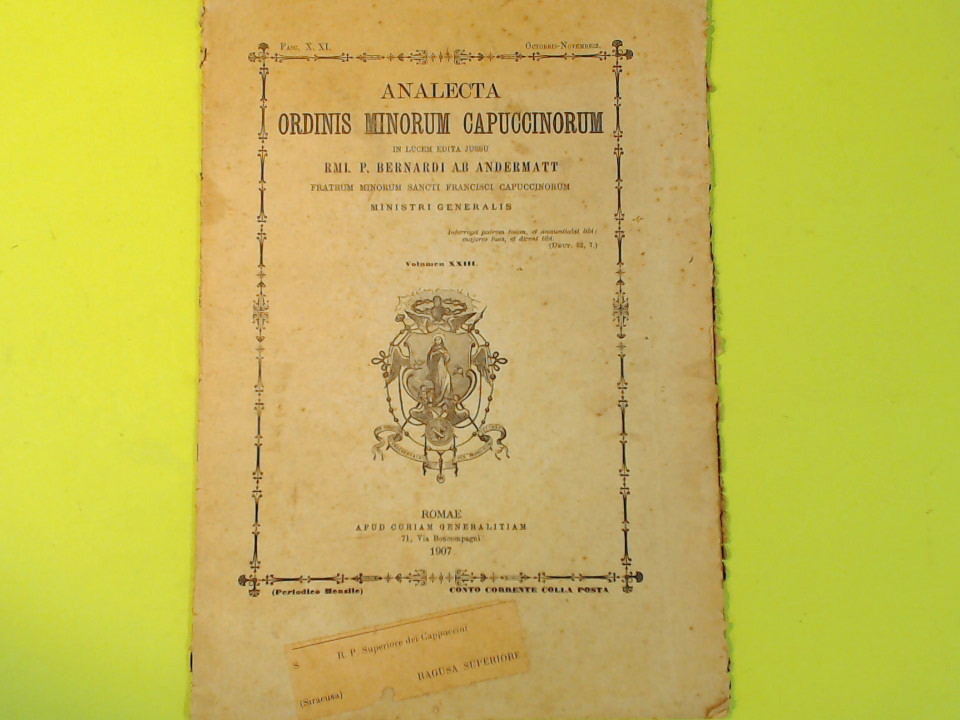 Fasc. X. XI. Octobris-Novembris.
ANALECTA
ORDINIS MINORUM CAPUCCINORUM
IN LUCEM EDITA JUSSU
RMI. P. BERNARDI AB ANDERMATT
FRATRUM MINORUM SANCTI FRANCISCI CAPUCCINORUM
MINISTRI GENERALIS
Interroga patrem tuum, et annuntiabit tibi:
majores tuos, et dicent tibi.
(Deut. 32, 7.)
Volumen XXIII.
ROMAE
APUD CURIAM GENERALITIAM
71, Via Boncompagni
1907
(Periodico Mensile) CONTO CORRENTE COLLA POSTA
S R. P. Superiore dei Cappuccini
RAGUSA SUPERIORE
(Siracusa)